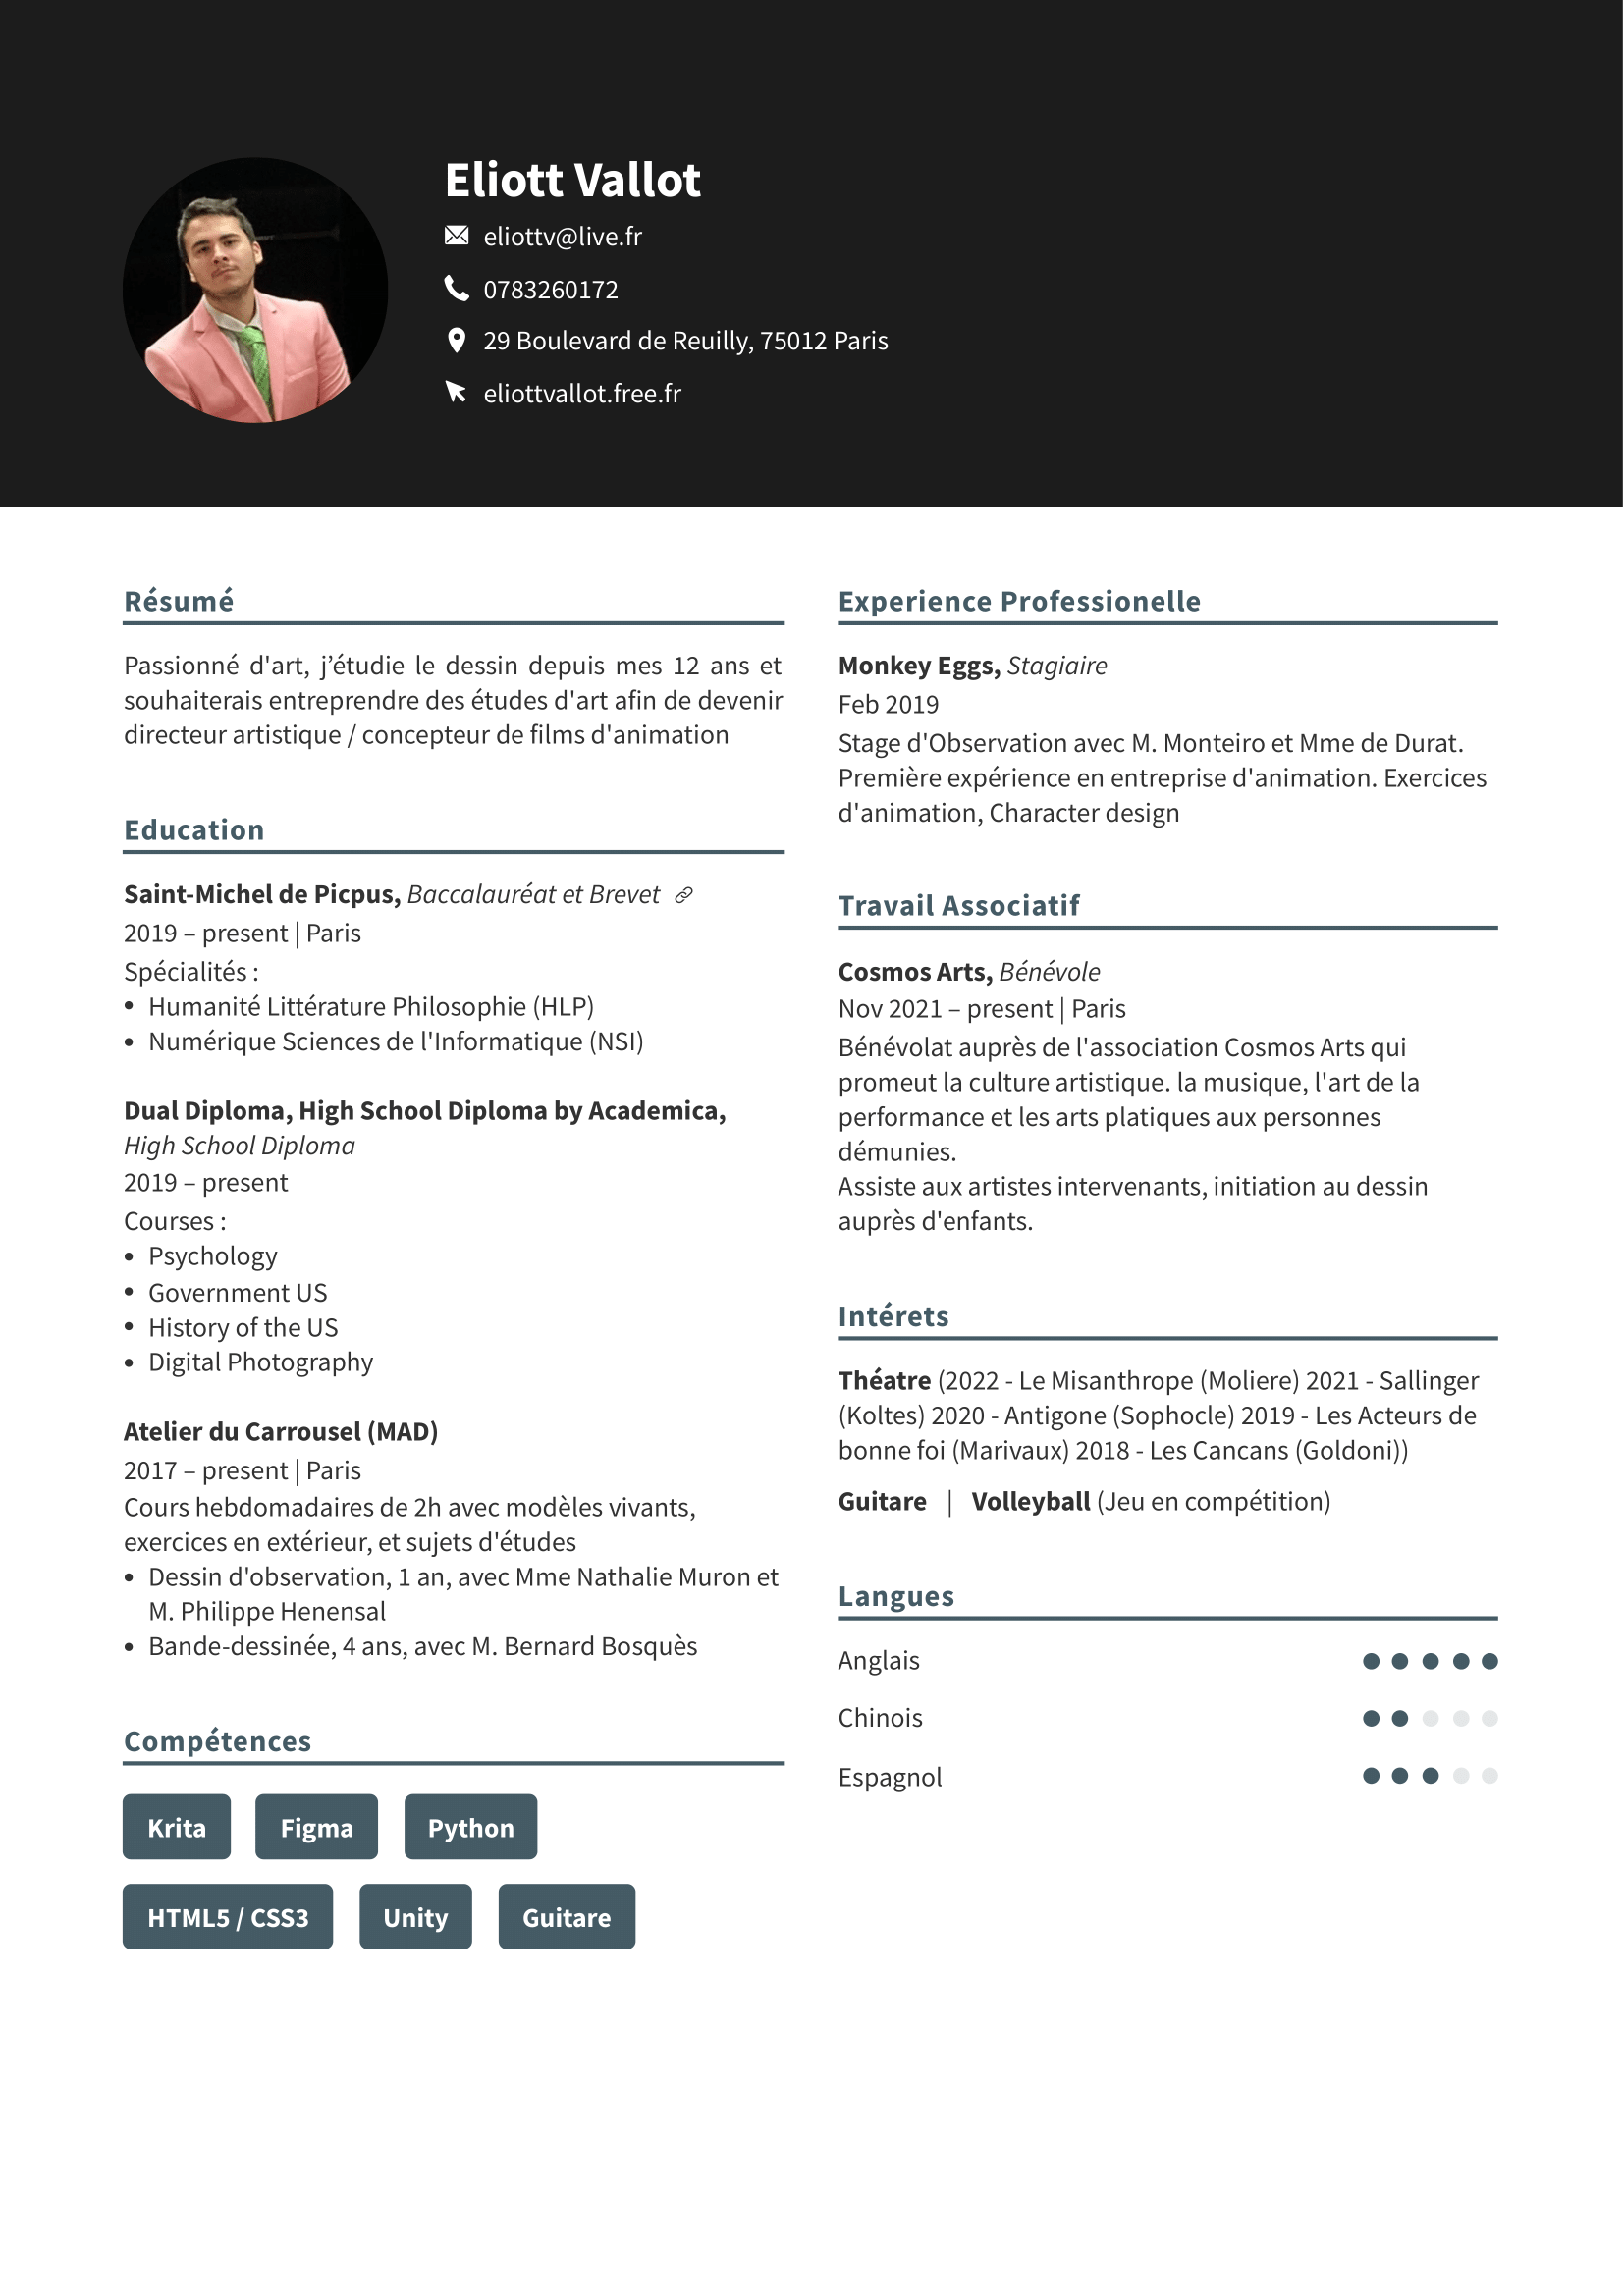 Eliott Vallot
eliottv@live.fr
0783260172
29 Boulevard de Reuilly, 75012 Paris
eliottvallot.free.fr
Résumé
Passionné d'art, j’étudie le dessin depuis mes 12 ans et
souhaiterais entreprendre des études d'art afin de devenir
directeur artistique / concepteur de films d'animation
Education
Saint-Michel de Picpus, Baccalauréat et Brevet
2019 – present | Paris
Spécialités :
• Humanité Littérature Philosophie (HLP)
• Numérique Sciences de l'Informatique (NSI)
Dual Diploma, High School Diploma by Academica,
High School Diploma
2019 – present
Courses :
• Psychology
• Government US
• History of the US
• Digital Photography
Atelier du Carrousel (MAD)
2017 – present | Paris
Cours hebdomadaires de 2h avec modèles vivants,
exercices en extérieur, et sujets d'études
• Dessin d'observation, 1 an, avec Mme Nathalie Muron et
M. Philippe Henensal
• Bande-dessinée, 4 ans, avec M. Bernard Bosquès
Compétences
Krita Figma Python
HTML5 / CSS3 Unity Guitare
Experience Professionelle
Monkey Eggs, Stagiaire
Feb 2019
Stage d'Observation avec M. Monteiro et Mme de Durat.
Première expérience en entreprise d'animation. Exercices
d'animation, Character design
Travail Associatif
Cosmos Arts, Bénévole
Nov 2021 – present | Paris
Bénévolat auprès de l'association Cosmos Arts qui
promeut la culture artistique. la musique, l'art de la
performance et les arts platiques aux personnes
démunies.
Assiste aux artistes intervenants, initiation au dessin
auprès d'enfants.
Intérets
Théatre (2022 - Le Misanthrope (Moliere) 2021 - Sallinger
(Koltes) 2020 - Antigone (Sophocle) 2019 - Les Acteurs de
bonne foi (Marivaux) 2018 - Les Cancans (Goldoni))
Guitare | Volleyball (Jeu en compétition)
Langues
Anglais
Chinois
Espagnol